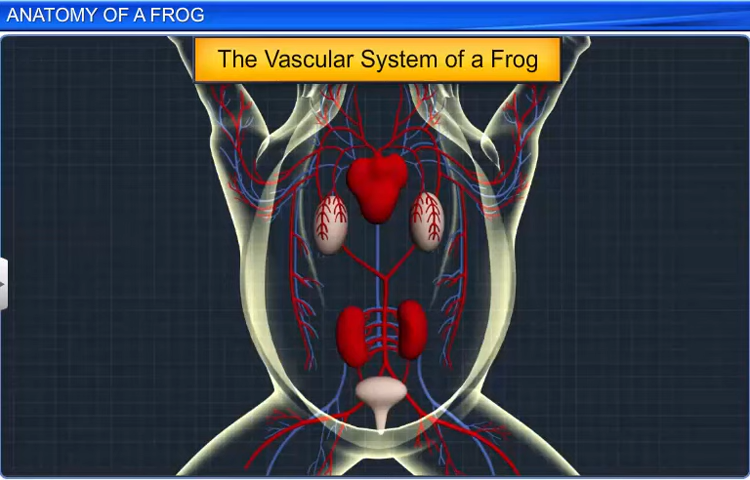 ANATOMY OF A FROG
The Vascular System of a Frog